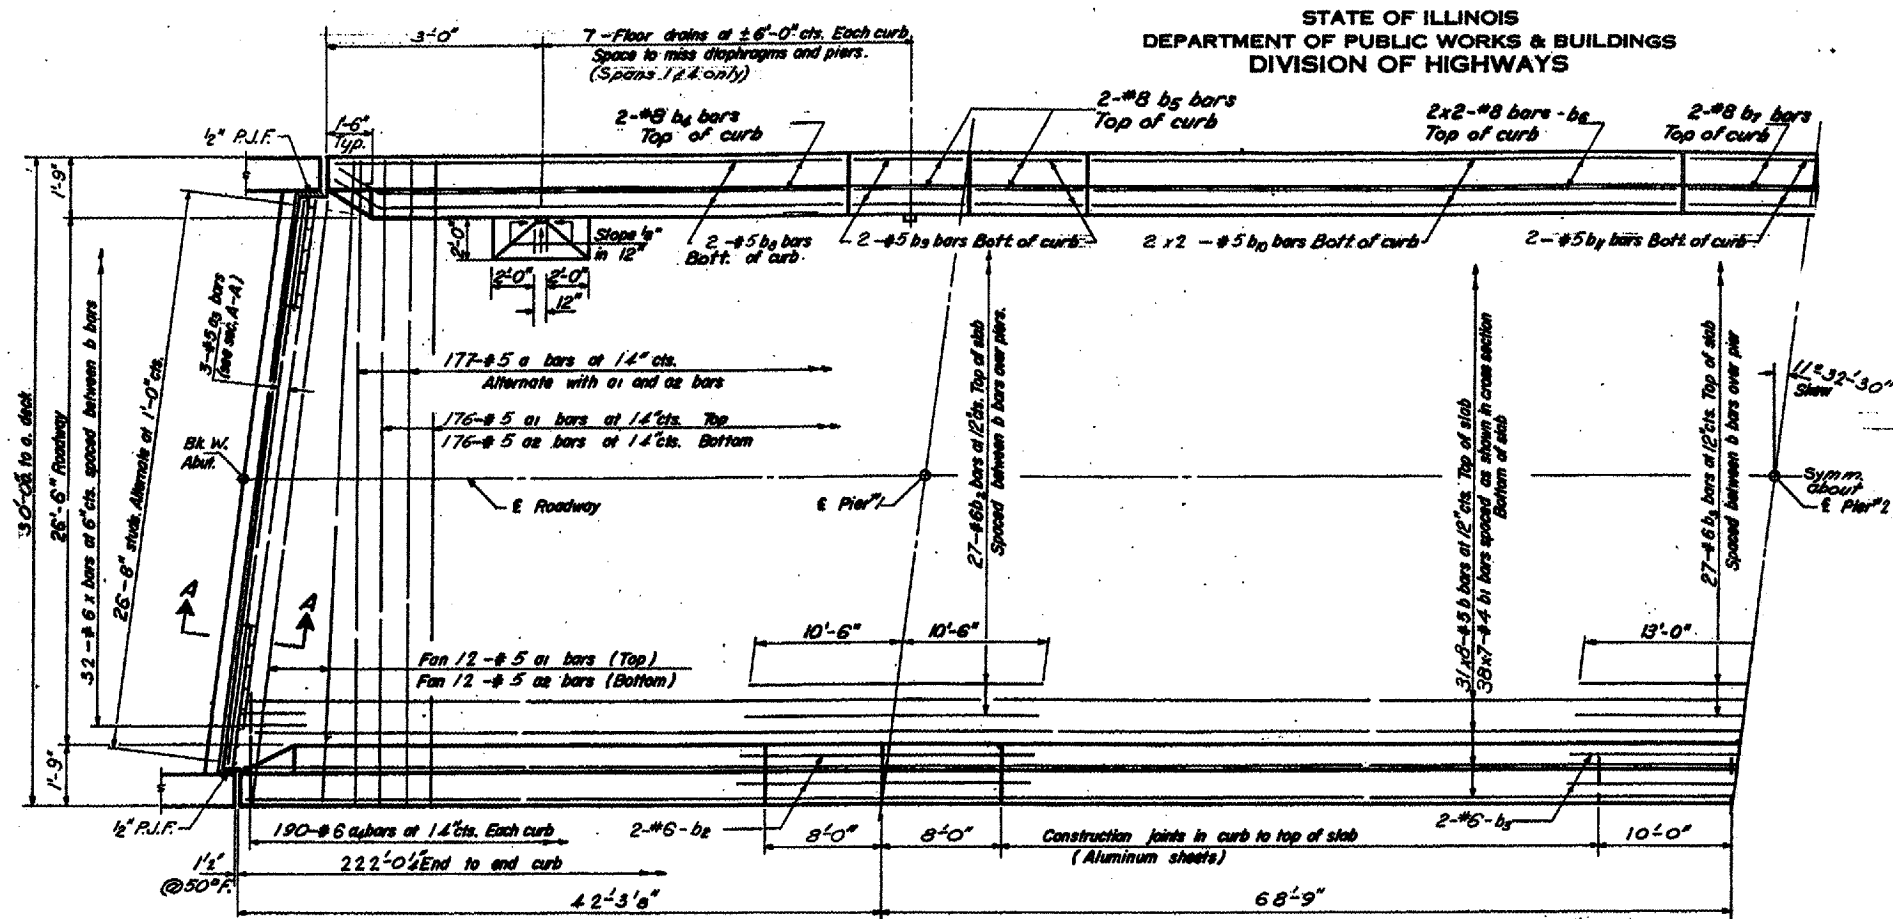 STATE OF ILLINOIS
DEPARTMENT OF PUBLIC WORKS & BUILDINGS
DIVISION OF HIGHWAYS
3'-0"
7-Floor drains at ±6'-0" cts. Each curb
Space to miss diaphragms and piers.
(Spans 1 & 4 only)
1/2" P.J.F.
1'-6"
Typ.
2-#8 b4 bars
Top of curb
2-#8 b5 bars
Top of curb
2x2-#8 bars - b6
Top of curb
2-#8 b7 bars
Top of curb
1'-9"
2'-0"
Slope 1/8"
in 12"
2'-0"
2'-0"
12"
2-#5 b8 bars
Bott. of curb
2-#5 b9 bars Bott. of curb
2x2-#5 b10 bars Bott. of curb
2-#5 b11 bars Bott. of curb
30'-0" o. to o. deck
26'-6" Roadway
32-#6 x bars at 6" cts. spaced between b bars
26'-8" studs. Alternate at 1'-0" cts.
3-#5 a3 bars
(see sec. A-A)
177-#5 a bars at 14" cts.
Alternate with a1 and a2 bars
176-#5 a1 bars at 14" cts. Top
176-#5 a2 bars at 14" cts. Bottom
Bk. W.
Abut.
℄ Roadway
℄ Pier #1
27-#6 b2 bars at 12" cts. Top of slab
Spaced between b bars over piers.
31x8-#5 b bars at 12" cts. Top of slab
38x7-#4 b1 bars spaced as shown in cross section
Bottom of slab
27-#6 b3 bars at 12" cts. Top of slab
Spaced between b bars over pier
11°-32'-30"
Skew
Symm.
about
℄ Pier #2
A
A
10'-6"
10'-6"
13'-0"
Fan 12-#5 a1 bars (Top)
Fan 12-#5 a2 bars (Bottom)
1'-9"
1/2" P.J.F.
190-#6 a4 bars at 14" cts. Each curb
2-#6-b2
8'-0"
8'-0"
Construction joints in curb to top of slab
(Aluminum sheets)
2-#6-b3
10'-0"
1 1/2"
@50°F.
222'-0 1/4" End to end curb
42'-3 1/8"
68'-9"